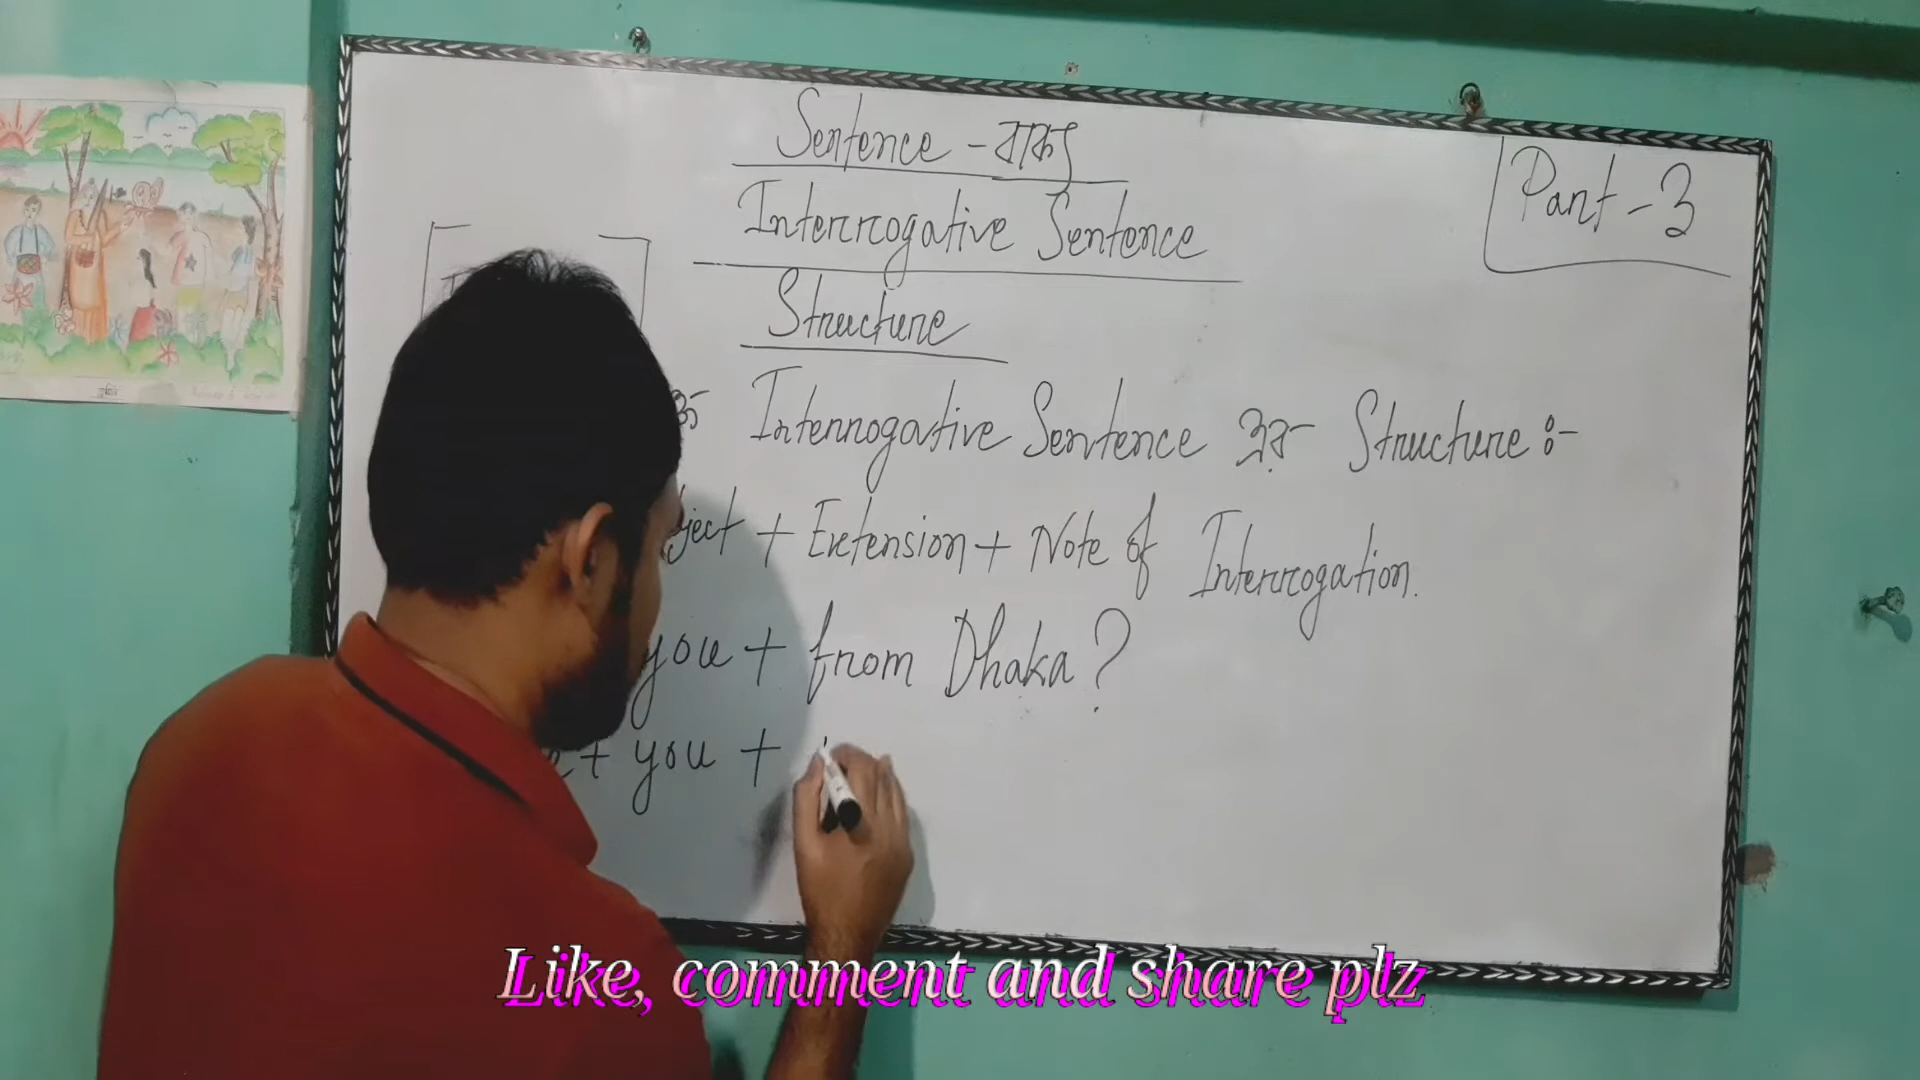 Sentence - বাক্য
Part-3
Interrogative Sentence
Structure
Interrogative Sentence এর Structure :-
+ Extension + Note of Interrogation.
you + from Dhaka?
+ you +
Like, comment and share plz